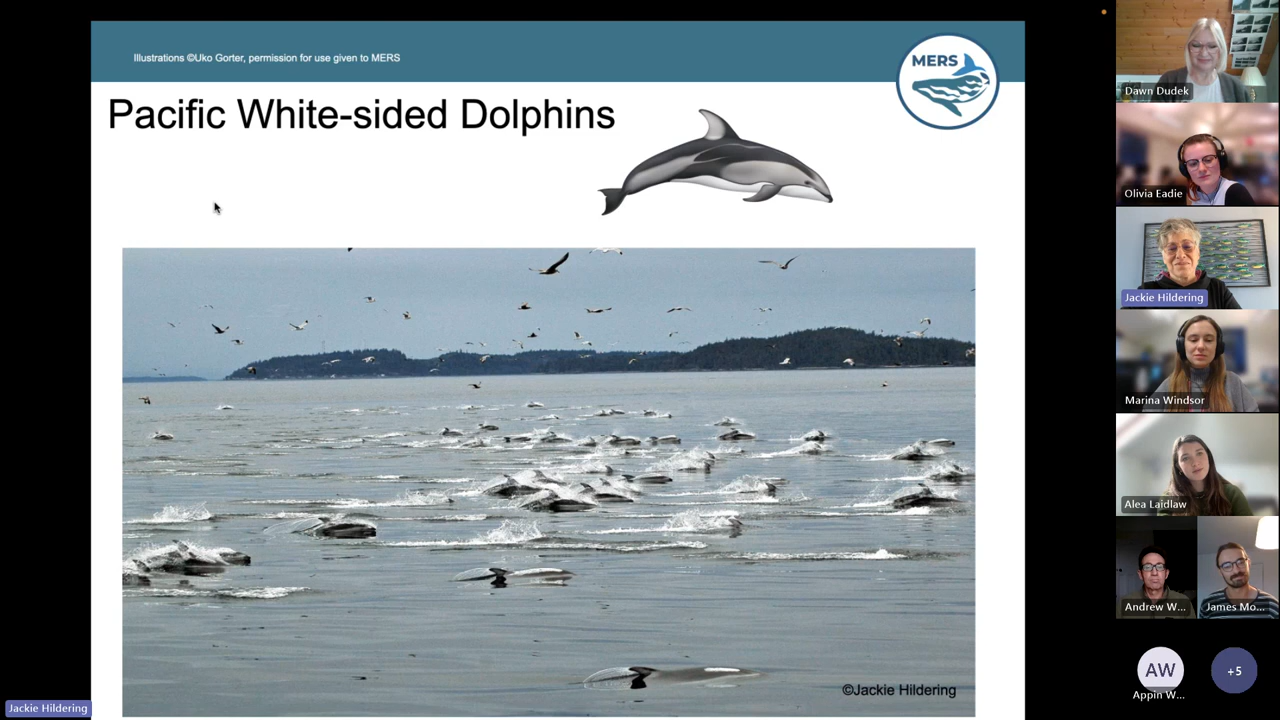 Illustrations ©Uko Gorter, permission for use given to MERS
MERS
Pacific White-sided Dolphins
©Jackie Hildering
Jackie Hildering
Dawn Dudek
Olivia Eadie
Jackie Hildering
Marina Windsor
Alea Laidlaw
Andrew W...
James Mo...
AW
+5
Appin W...